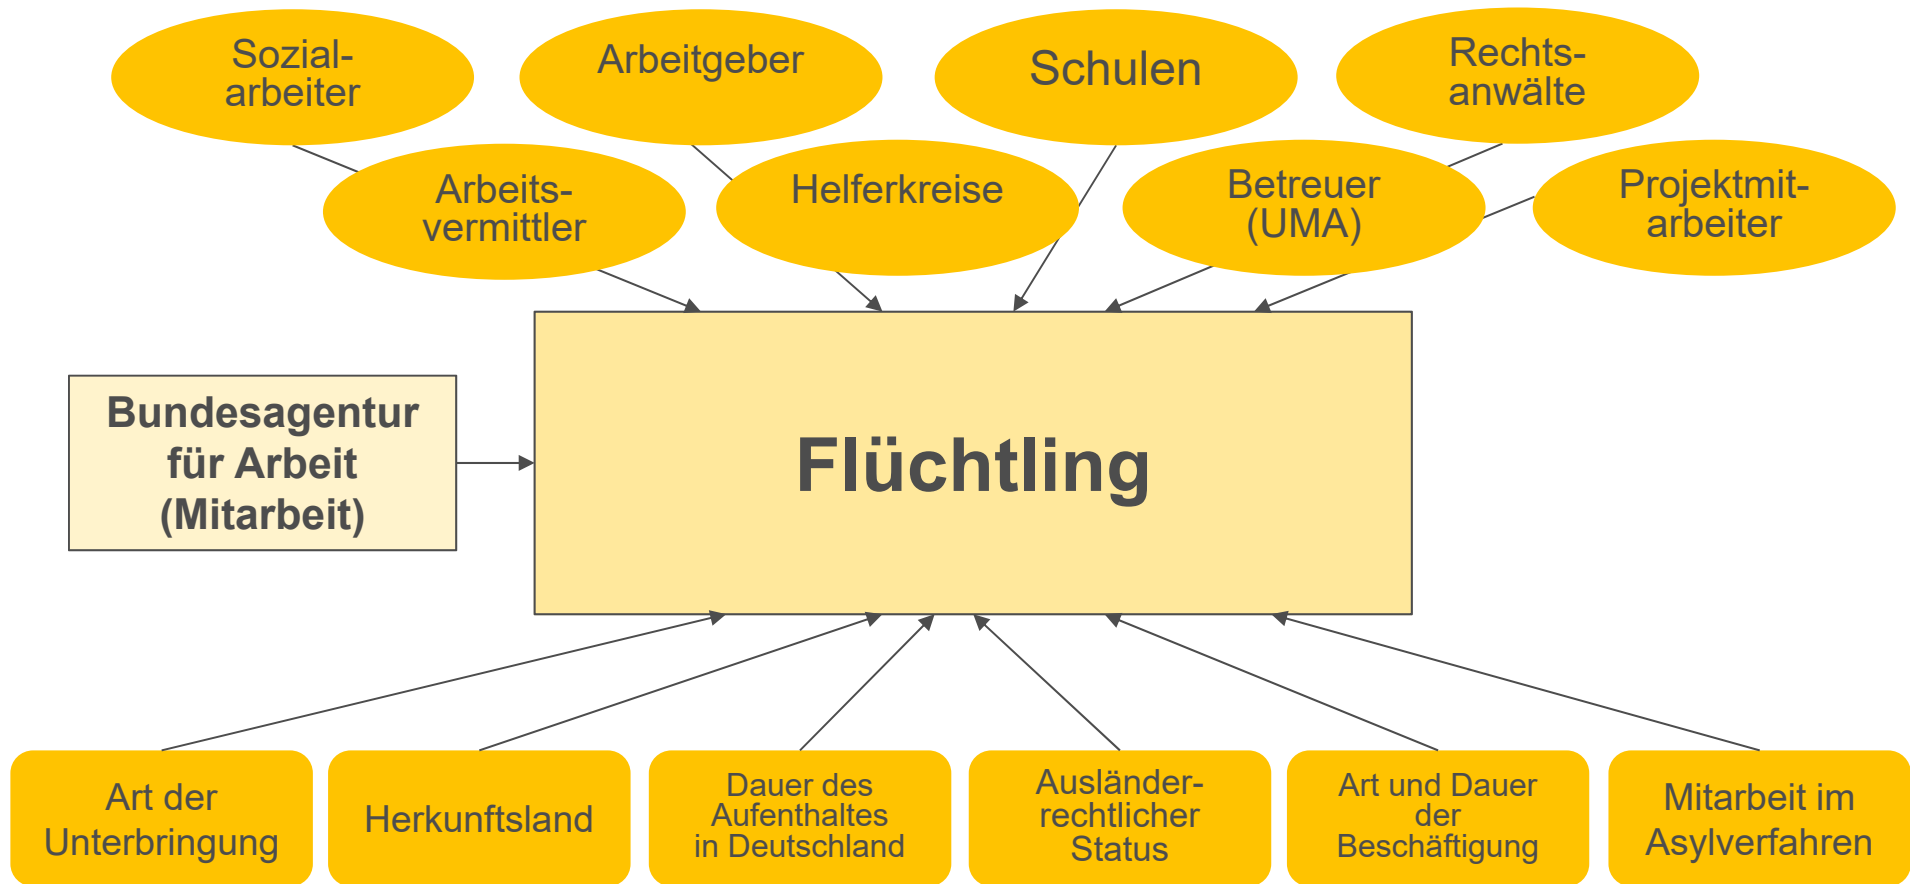 Sozial-
arbeiter
Arbeitgeber
Schulen
Rechts-
anwälte
Arbeits-
vermittler
Helferkreise
Betreuer
(UMA)
Projektmit-
arbeiter
Bundesagentur
für Arbeit
(Mitarbeit)
Flüchtling
Art der
Unterbringung
Herkunftsland
Dauer des
Aufenthaltes
in Deutschland
Ausländer-
rechtlicher
Status
Art und Dauer
der
Beschäftigung
Mitarbeit im
Asylverfahren